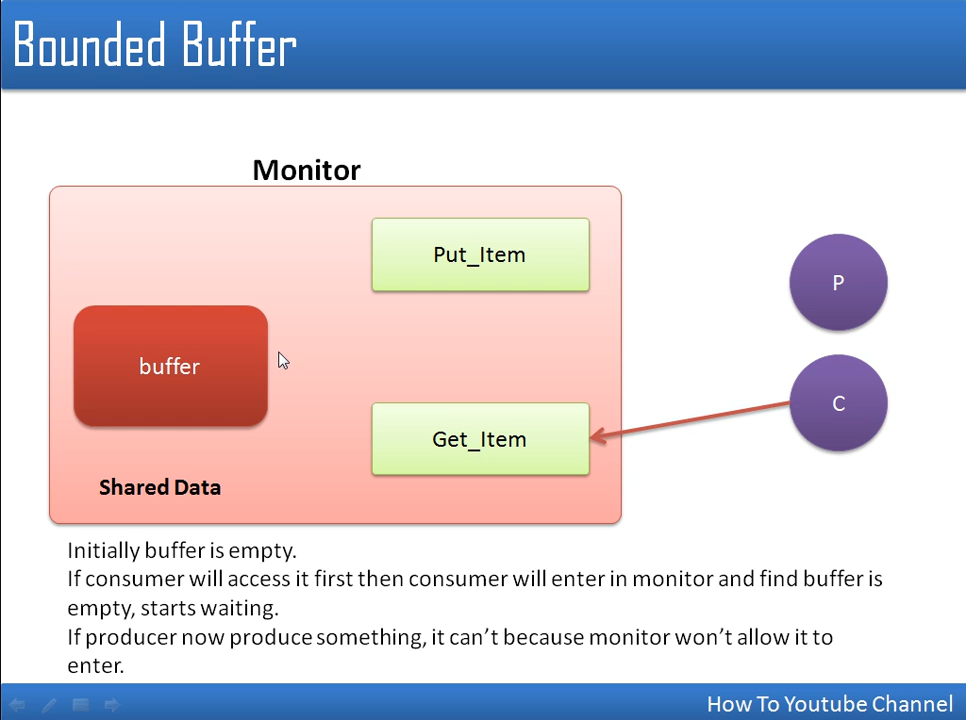 Bounded Buffer
Monitor
Put_Item
P
buffer
C
Get_Item
Shared Data
Initially buffer is empty.
If consumer will access it first then consumer will enter in monitor and find buffer is
empty, starts waiting.
If producer now produce something, it can't because monitor won't allow it to
enter.
How To Youtube Channel